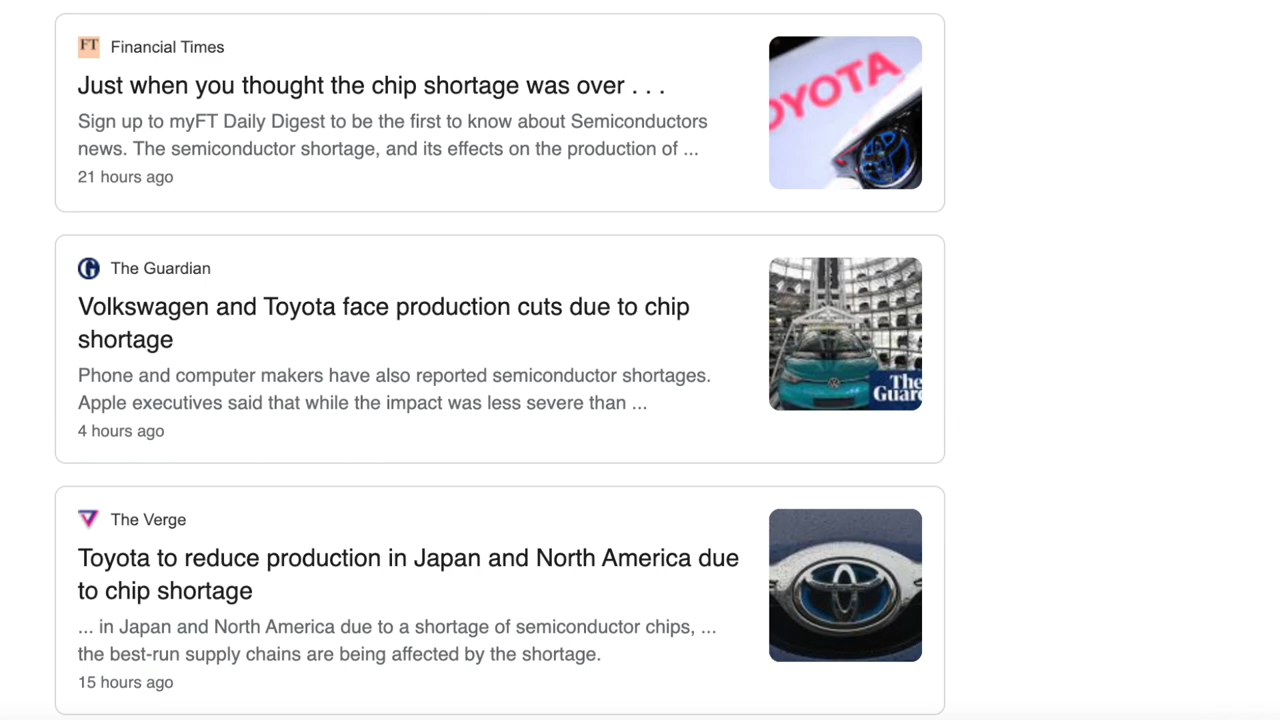 FT Financial Times
Just when you thought the chip shortage was over . . .
Sign up to myFT Daily Digest to be the first to know about Semiconductors
news. The semiconductor shortage, and its effects on the production of ...
21 hours ago
OYOTA
The Guardian
Volkswagen and Toyota face production cuts due to chip
shortage
Phone and computer makers have also reported semiconductor shortages.
Apple executives said that while the impact was less severe than ...
4 hours ago
The
Guard
The Verge
Toyota to reduce production in Japan and North America due
to chip shortage
... in Japan and North America due to a shortage of semiconductor chips, ...
the best-run supply chains are being affected by the shortage.
15 hours ago